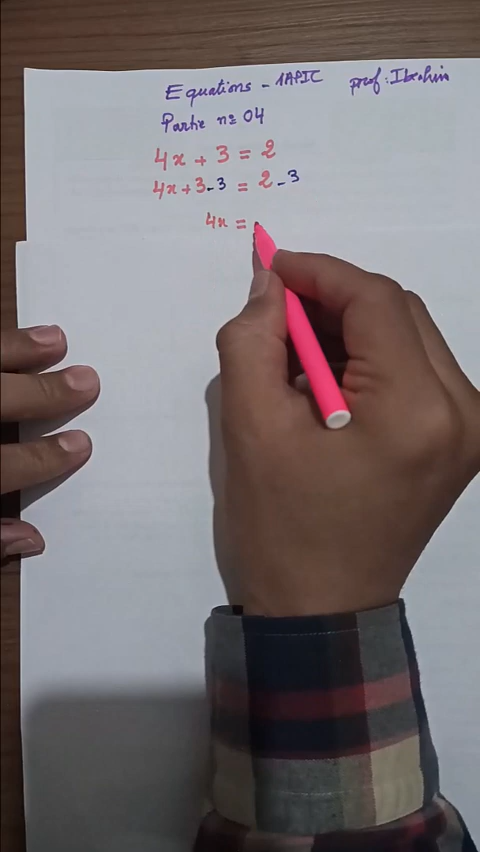 Equations - 1APIC prof: Ibrahim
Partie n° 04
4x + 3 = 2
4x + 3 - 3 = 2 - 3
4x =